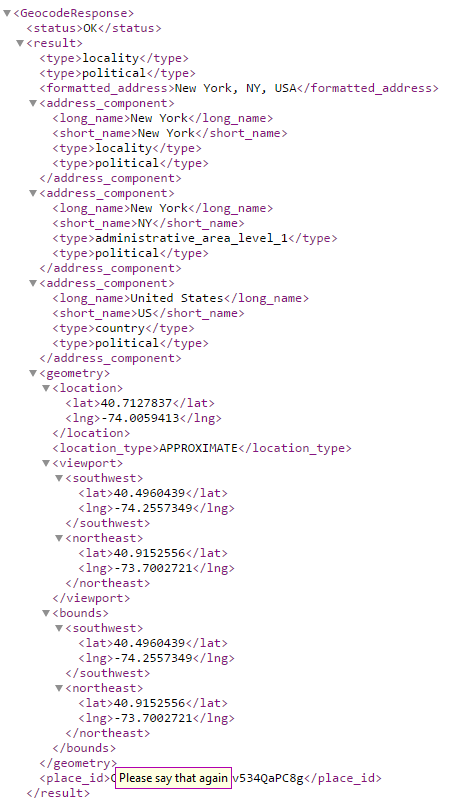 <GeocodeResponse>
<status>OK</status>
<result>
<type>locality</type>
<type>political</type>
<formatted_address>New York, NY, USA</formatted_address>
<address_component>
<long_name>New York</long_name>
<short_name>New York</short_name>
<type>locality</type>
<type>political</type>
</address_component>
<address_component>
<long_name>New York</long_name>
<short_name>NY</short_name>
<type>administrative_area_level_1</type>
<type>political</type>
</address_component>
<address_component>
<long_name>United States</long_name>
<short_name>US</short_name>
<type>country</type>
<type>political</type>
</address_component>
<geometry>
<location>
<lat>40.7127837</lat>
<lng>-74.0059413</lng>
</location>
<location_type>APPROXIMATE</location_type>
<viewport>
<southwest>
<lat>40.4960439</lat>
<lng>-74.2557349</lng>
</southwest>
<northeast>
<lat>40.9152556</lat>
<lng>-73.7002721</lng>
</northeast>
</viewport>
<bounds>
<southwest>
<lat>40.4960439</lat>
<lng>-74.2557349</lng>
</southwest>
<northeast>
<lat>40.9152556</lat>
<lng>-73.7002721</lng>
</northeast>
</bounds>
</geometry>
<place_id> Please say that again v534QaPC8g</place_id>
</result>